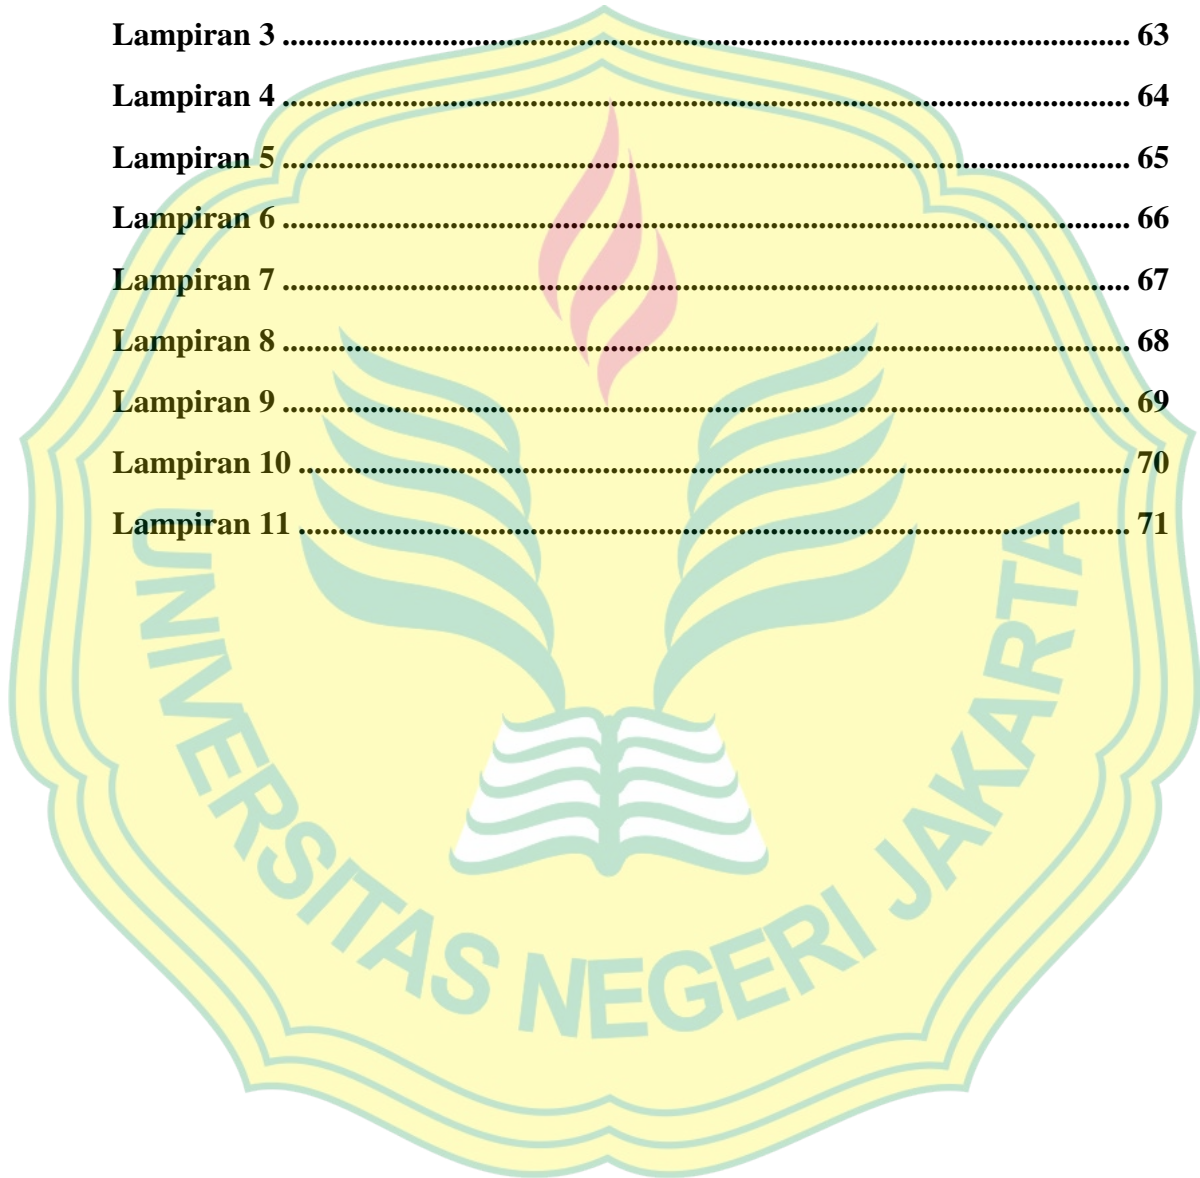 Lampiran 3 .......................................................................................................... 63
Lampiran 4 .......................................................................................................... 64
Lampiran 5 .......................................................................................................... 65
Lampiran 6 .......................................................................................................... 66
Lampiran 7 .......................................................................................................... 67
Lampiran 8 .......................................................................................................... 68
Lampiran 9 .......................................................................................................... 69
Lampiran 10 ........................................................................................................ 70
Lampiran 11 ........................................................................................................ 71
UNIVERSITAS NEGERI JAKARTA